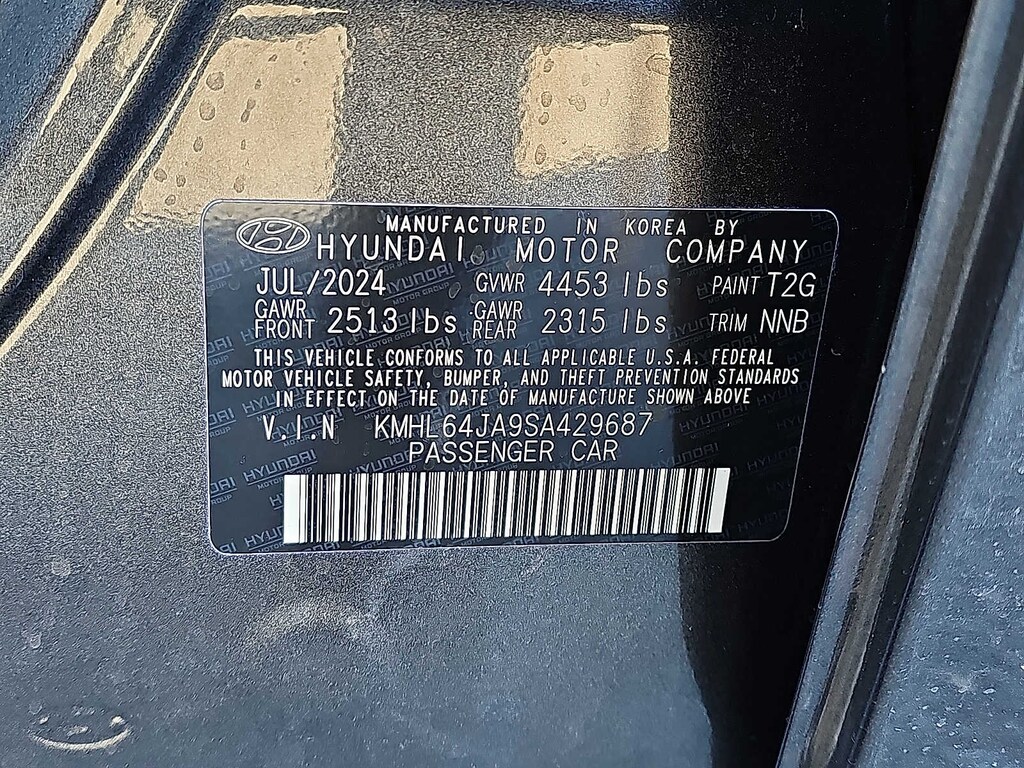 MANUFACTURED IN KOREA BY
HYUNDAI MOTOR COMPANY
JUL/2024 GVWR 4453 lbs PAINT T2G
GAWR FRONT 2513 lbs GAWR REAR 2315 lbs TRIM NNB
THIS VEHICLE CONFORMS TO ALL APPLICABLE U.S.A. FEDERAL
MOTOR VEHICLE SAFETY, BUMPER, AND THEFT PREVENTION STANDARDS
IN EFFECT ON THE DATE OF MANUFACTURE SHOWN ABOVE
V.I.N KMHL64JA9SA429687
PASSENGER CAR